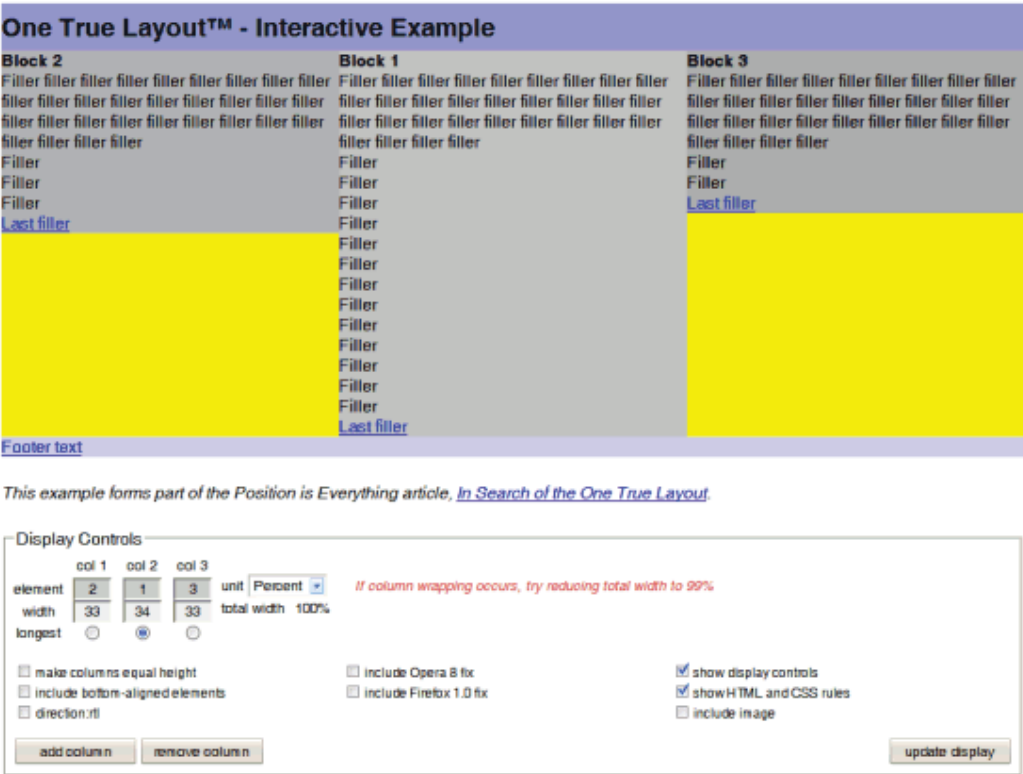 One True Layout™ - Interactive Example
Block 2
Filler filler filler filler filler filler filler filler filler
filler filler filler filler filler filler filler filler filler
filler filler filler filler filler filler filler filler filler
filler filler filler filler
Filler
Filler
Filler
Last filler
Block 1
Filler filler filler filler filler filler filler filler filler
filler filler filler filler filler filler filler filler filler
filler filler filler filler filler filler filler filler filler
filler filler filler filler
Filler
Filler
Filler
Filler
Filler
Filler
Filler
Filler
Filler
Filler
Filler
Filler
Filler
Last filler
Block 3
Filler filler filler filler filler filler filler filler filler
filler filler filler filler filler filler filler filler filler
filler filler filler filler filler filler filler filler filler
filler filler filler filler
Filler
Filler
Last filler
Footer text
This example forms part of the Position is Everything article, In Search of the One True Layout.
Display Controls
col 1 col 2 col 3
element 2 1 3 unit Percent If column wrapping occurs, try reducing total width to 99%
width 33 34 33 total width 100%
longest
make columns equal height include Opera 8 fix show display controls
include bottom-aligned elements include Firefox 1.0 fix show HTML and CSS rules
direction:rtl include image
add column remove column update display